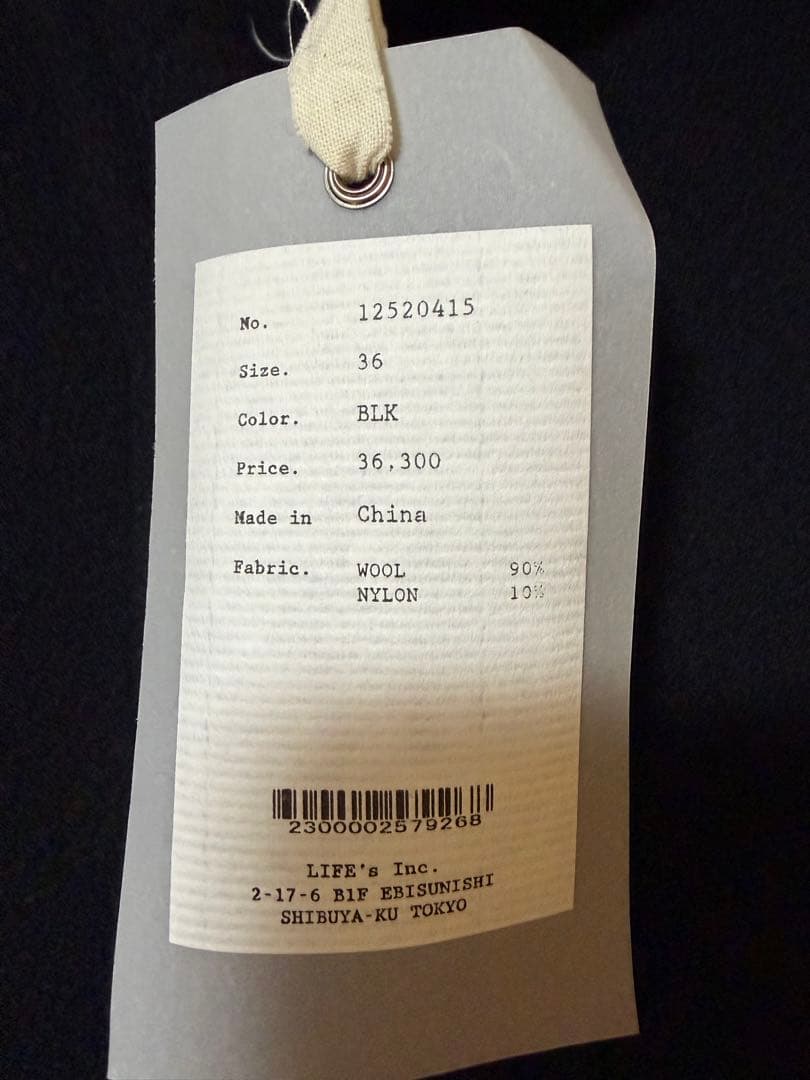 No. 12520415
Size. 36
Color. BLK
Price. 36,300
Made in China
Fabric. WOOL 90%
NYLON 10%
2300002579268
LIFE's Inc.
2-17-6 B1F EBISUNISHI
SHIBUYA-KU TOKYO